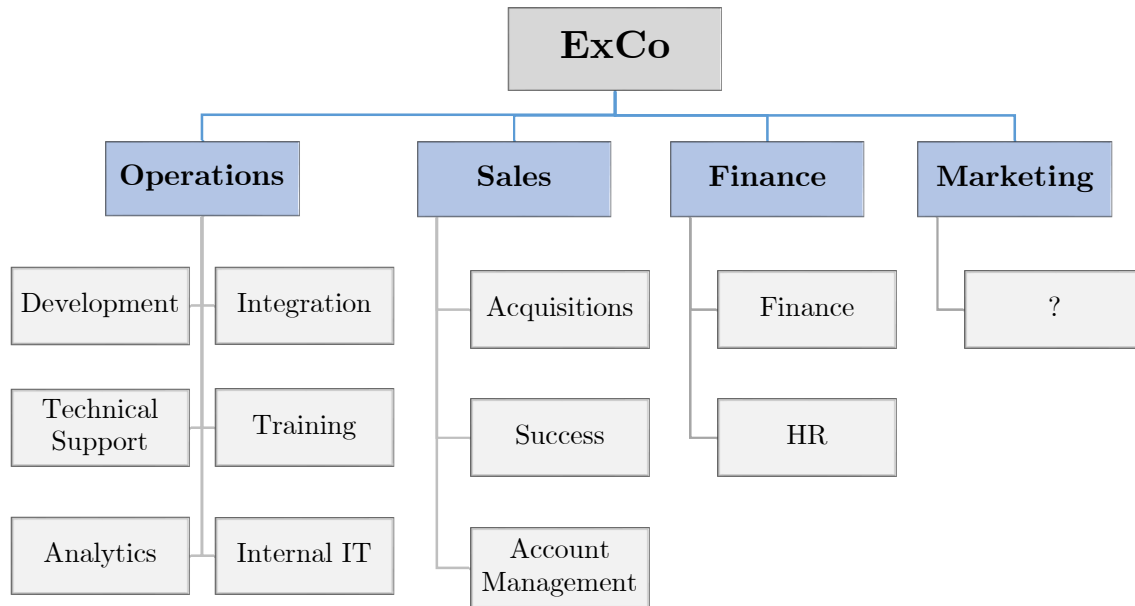 ExCo
Operations
Sales
Finance
Marketing
Development
Integration
Acquisitions
Finance
?
Technical
Support
Training
Success
HR
Analytics
Internal IT
Account
Management